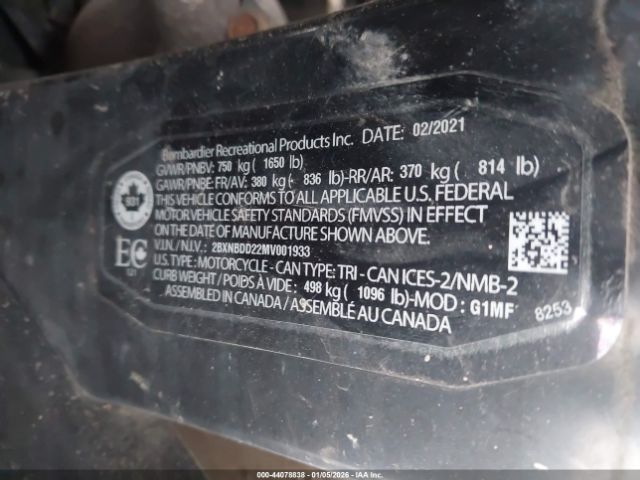 Bombardier Recreational Products Inc. DATE: 02/2021
GVWR/PNBV: 750 kg ( 1650 lb)
GAWR/PNBE: FR/AV: 380 kg ( 836 lb)-RR/AR: 370 kg ( 814 lb)
THIS VEHICLE CONFORMS TO ALL APPLICABLE U.S. FEDERAL
MOTOR VEHICLE SAFETY STANDARDS (FMVSS) IN EFFECT
ON THE DATE OF MANUFACTURE SHOWN ABOVE.
V.I.N./N.I.V.: 2BXNBDD22MV001933
U.S. TYPE: MOTORCYCLE - CAN TYPE: TRI - CAN ICES-2/NMB-2
CURB WEIGHT / POIDS À VIDE: 498 kg ( 1096 lb)-MOD: G1MF
ASSEMBLED IN CANADA / ASSEMBLÉ AU CANADA
8253
EC
000-44078838 - 01/05/2026 - IAA Inc.